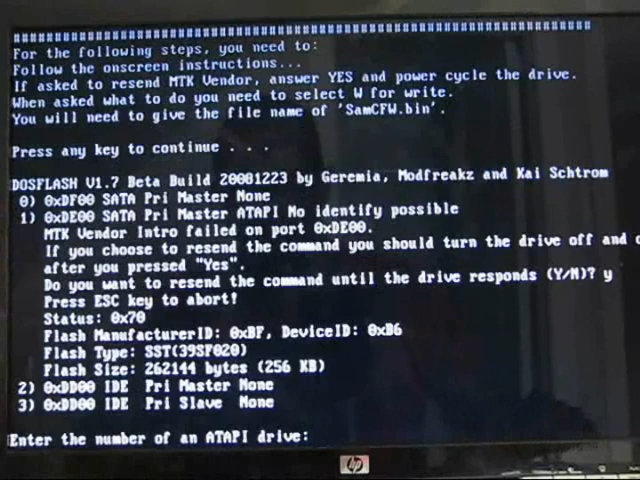 ################################################################################
For the following steps, you need to:
Follow the onscreen instructions...
If asked to resend MTK Vendor, answer YES and power cycle the drive.
When asked what to do you need to select W for write.
You will need to give the file name of 'SamCFW.bin'.
Press any key to continue . . .
DOSFLASH V1.7 Beta Build 20081223 by Geremia, Modfreakz and Kai Schtrom
0) 0xDF00 SATA Pri Master None
1) 0xDE00 SATA Pri Master ATAPI No identify possible
MTK Vendor Intro failed on port 0xDE00.
If you choose to resend the command you should turn the drive off and o
after you pressed "Yes".
Do you want to resend the command until the drive responds (Y/N)? y
Press ESC key to abort!
Status: 0x70
Flash ManufacturerID: 0xBF, DeviceID: 0xB6
Flash Type: SST(39SF020)
Flash Size: 262144 bytes (256 KB)
2) 0xDD00 IDE Pri Master None
3) 0xDD00 IDE Pri Slave None
Enter the number of an ATAPI drive:
hp